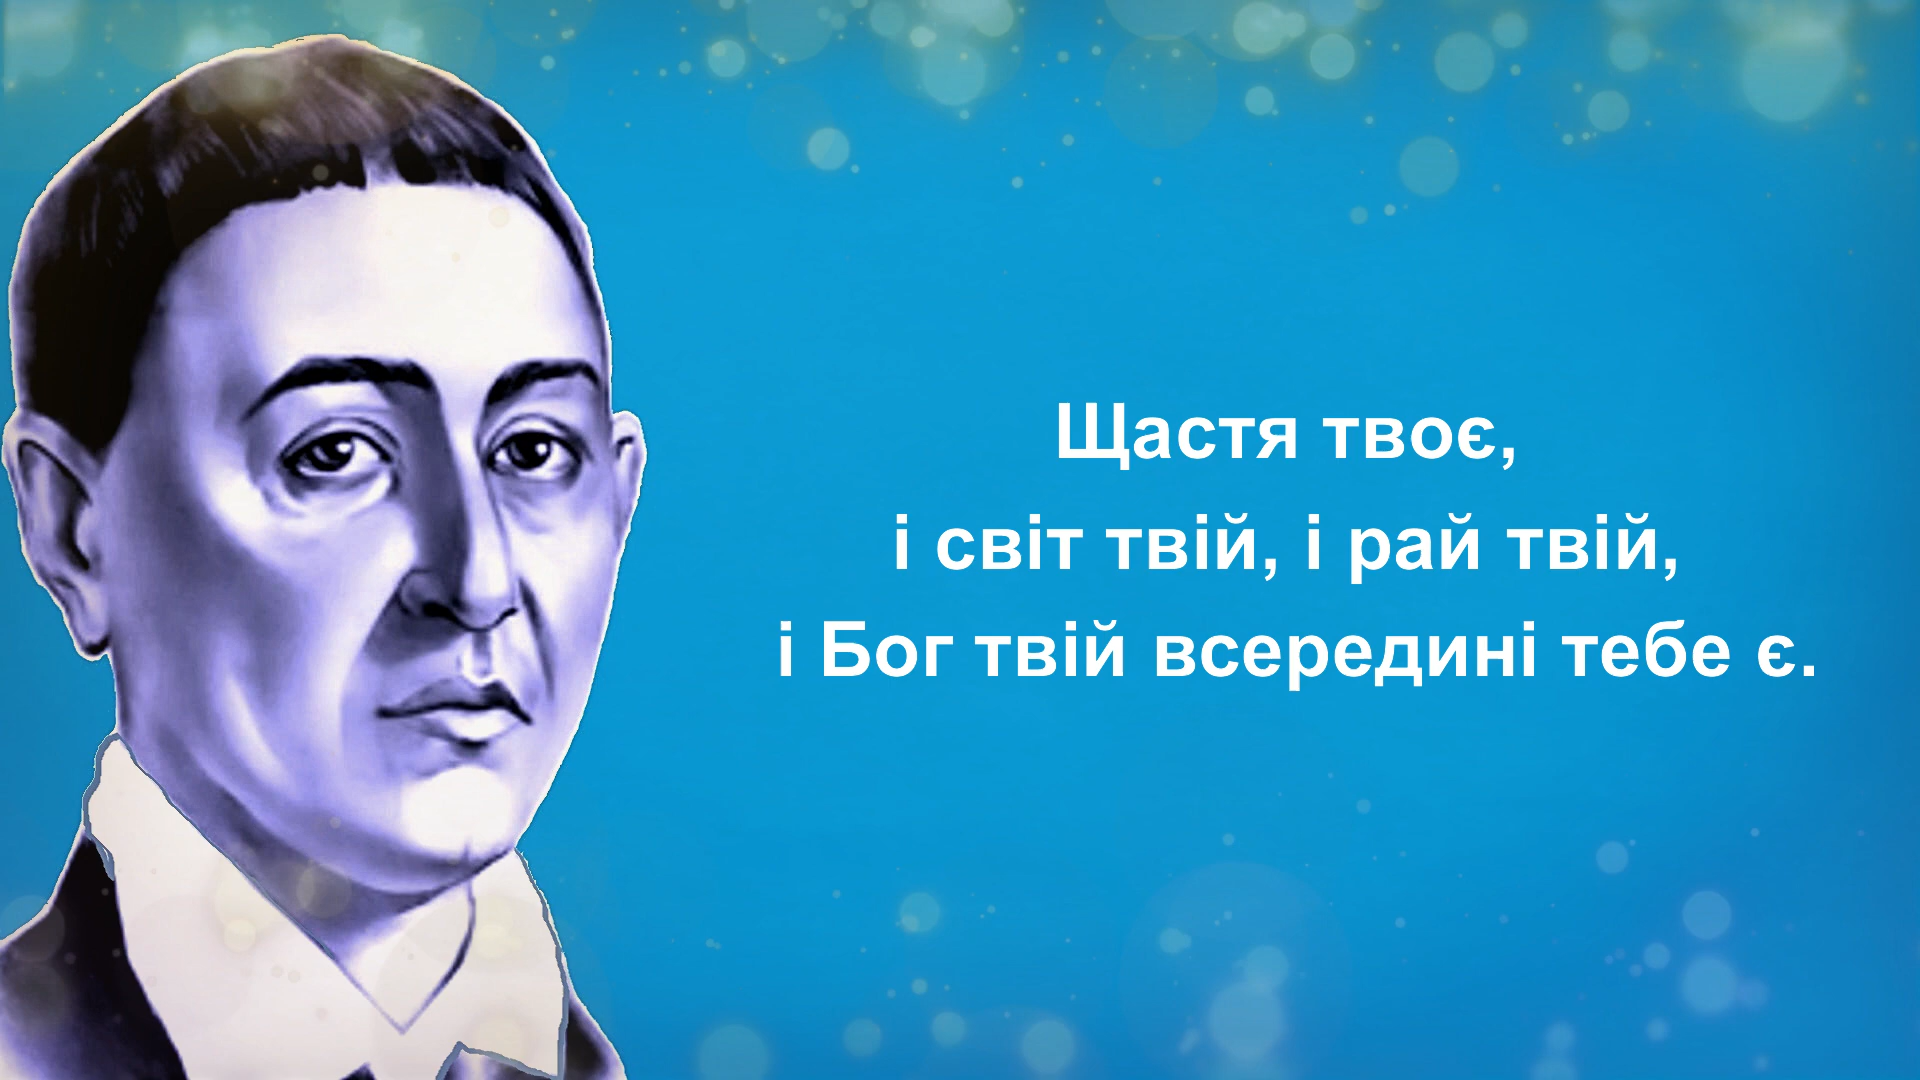 Щастя твоє,
і світ твій, і рай твій,
і Бог твій всередині тебе є.